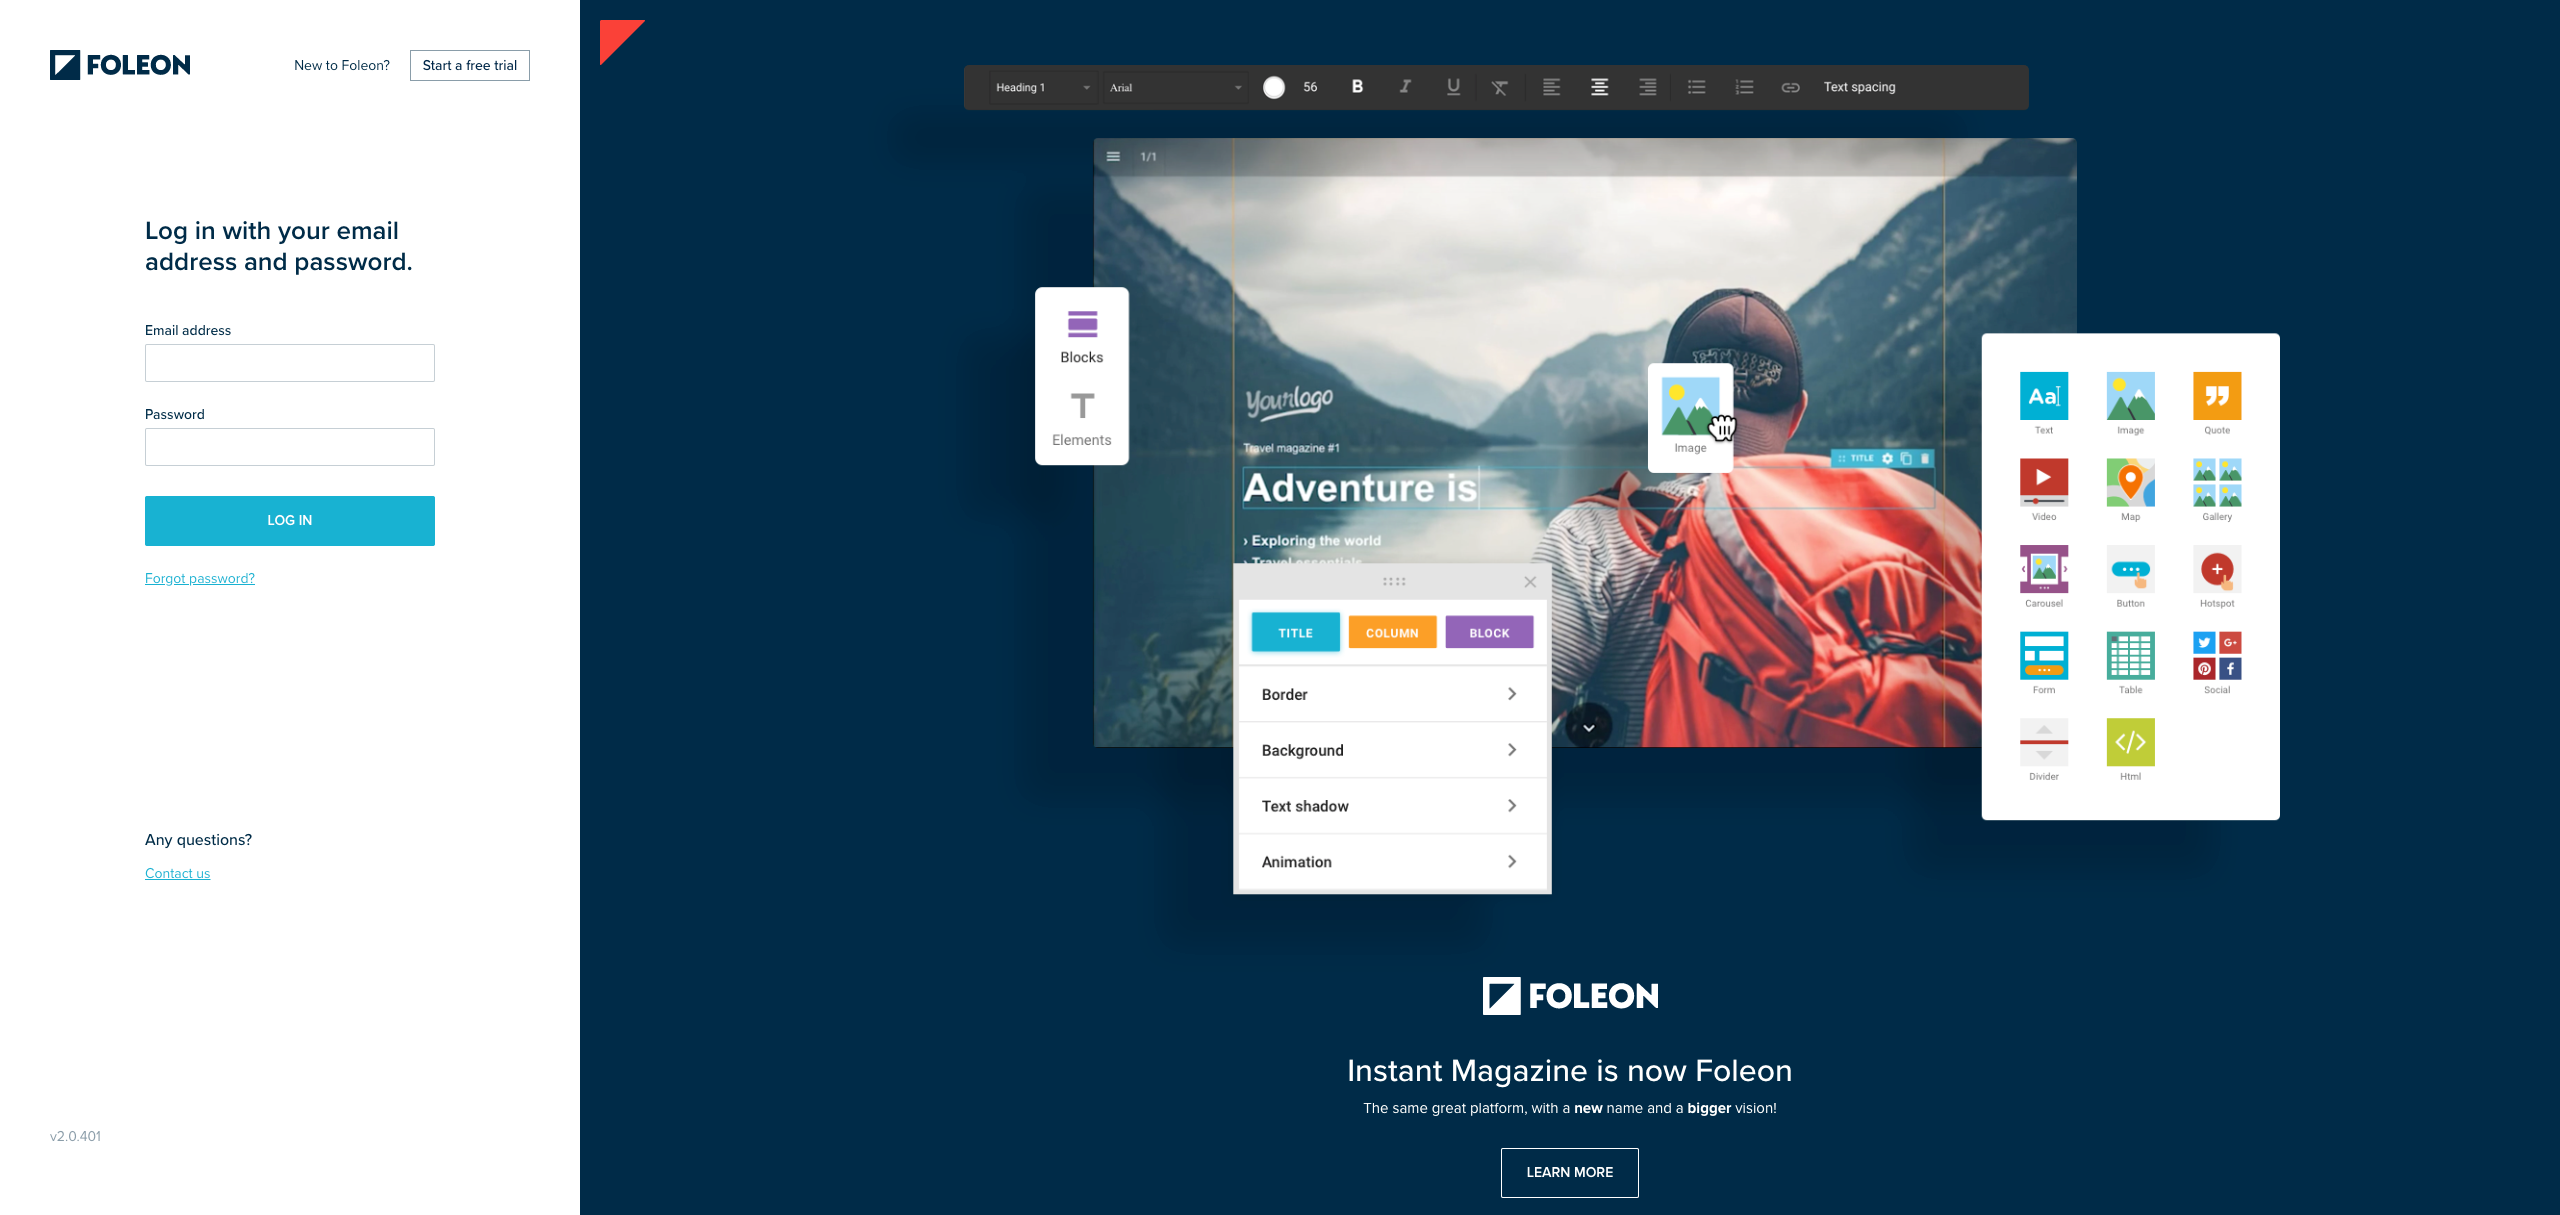 FOLEON
New to Foleon?
Start a free trial
Log in with your email
address and password.
Email address
Password
LOG IN
Forgot password?
Any questions?
Contact us
v2.0.401
Heading 1
Arial
56
B
I
U
Text spacing
1/1
Blocks
T
Elements
Yourlogo
Travel magazine #1
TITLE
Adventure is
› Exploring the world
› Travel essentials
Image
TITLE
COLUMN
BLOCK
Border
Background
Text shadow
Animation
Aa
Text
Image
Quote
Video
Map
Gallery
Carousel
Button
Hotspot
Form
Table
G+
Social
Divider
</>
Html
FOLEON
Instant Magazine is now Foleon
The same great platform, with a new name and a bigger vision!
LEARN MORE